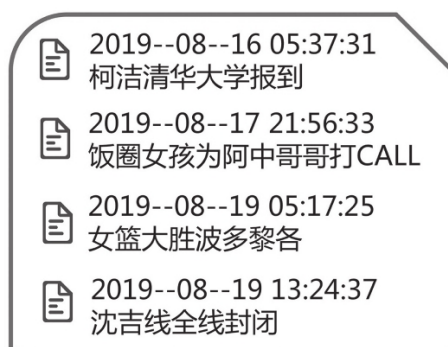 2019--08--16 05:37:31
柯洁清华大学报到
2019--08--17 21:56:33
饭圈女孩为阿中哥哥打CALL
2019--08--19 05:17:25
女篮大胜波多黎各
2019--08--19 13:24:37
沈吉线全线封闭